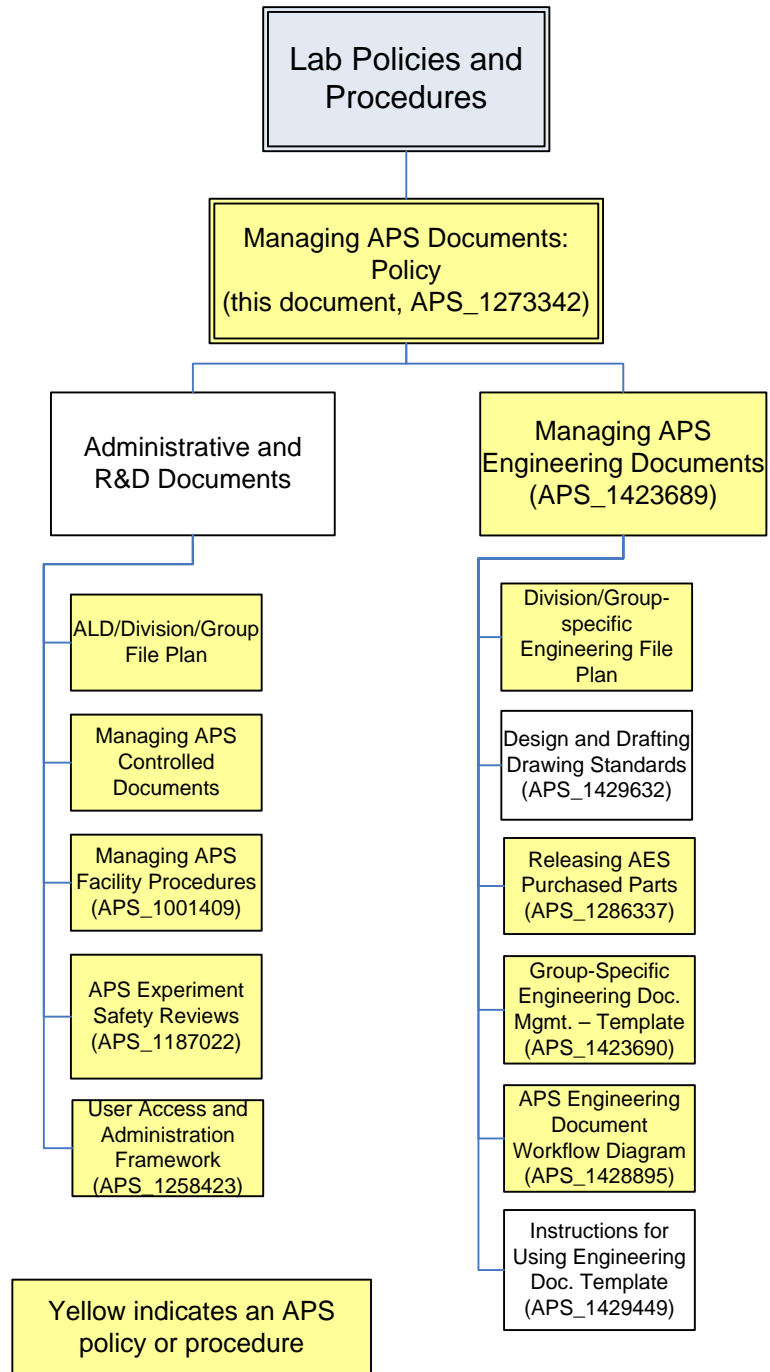 Lab Policies and
Procedures
Managing APS Documents:
Policy
(this document, APS_1273342)
Administrative and
R&D Documents
Managing APS
Engineering Documents
(APS_1423689)
ALD/Division/Group
File Plan
Managing APS
Controlled
Documents
Managing APS
Facility Procedures
(APS_1001409)
APS Experiment
Safety Reviews
(APS_1187022)
User Access and
Administration
Framework
(APS_1258423)
Division/Group-
specific
Engineering File
Plan
Design and Drafting
Drawing Standards
(APS_1429632)
Releasing AES
Purchased Parts
(APS_1286337)
Group-Specific
Engineering Doc.
Mgmt. – Template
(APS_1423690)
APS Engineering
Document
Workflow Diagram
(APS_1428895)
Instructions for
Using Engineering
Doc. Template
(APS_1429449)
Yellow indicates an APS
policy or procedure